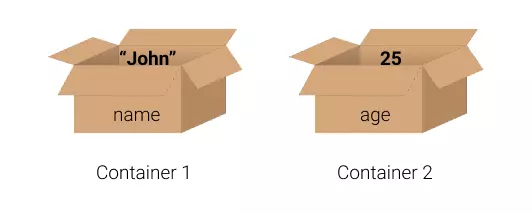 “John”
25
name
age
Container 1
Container 2